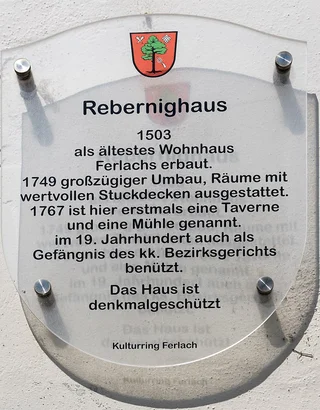 Rebernighaus
1503
als ältestes Wohnhaus
Ferlachs erbaut.
1749 großzügiger Umbau, Räume mit
wertvollen Stuckdecken ausgestattet.
1767 ist hier erstmals eine Taverne
und eine Mühle genannt.
im 19. Jahrhundert auch als
Gefängnis des kk. Bezirksgerichts
benützt.
Das Haus ist
denkmalgeschützt
Kulturring Ferlach